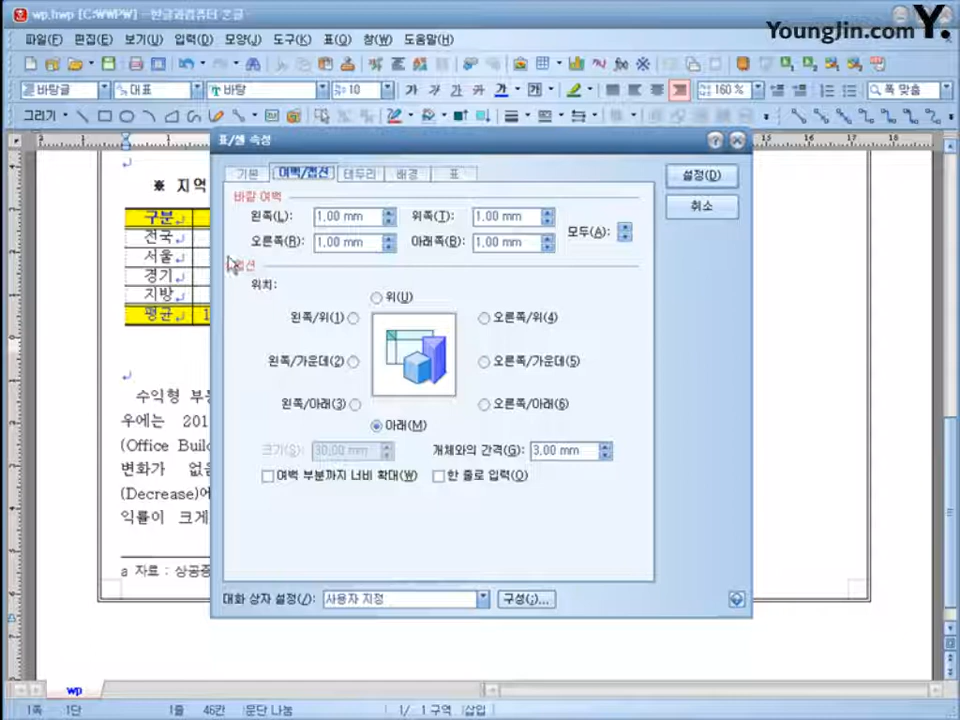 wp.hwp [C:\WWPW] - 한글과컴퓨터 한글
YoungJin.com Y.
파일(F) 편집(E) 보기(U) 입력(D) 모양(J) 도구(K) 표(Q) 창(W) 도움말(H)
바탕글 대표 바탕 10 160 % 폭 맞춤
그리기
표/셀 속성
기본 여백/캡션 테두리 배경 표
설정(D)
취소
바깥 여백
왼쪽(L): 1,00 mm 위쪽(T): 1,00 mm
오른쪽(R): 1,00 mm 아래쪽(B): 1,00 mm
모두(A):
위치:
위(U)
왼쪽/위(1) 오른쪽/위(4)
왼쪽/가운데(2) 오른쪽/가운데(5)
왼쪽/아래(3) 오른쪽/아래(6)
아래(M)
크기(S): 30,00 mm 개체와의 간격(G): 3,00 mm
여백 부분까지 너비 확대(W) 한 줄로 입력(O)
대화 상자 설정(/): 사용자 지정 구성(;)...
※ 지역
구분
전국
서울
경기
지방
평균 1
수익형 부
우에는 201
(Office Buil
변화가 없음
(Decrease)에
익률이 크게
a 자료 : 상공
wp
1쪽 1단 1줄 46칸 문단 나눔 1/ 1 구역 삽입